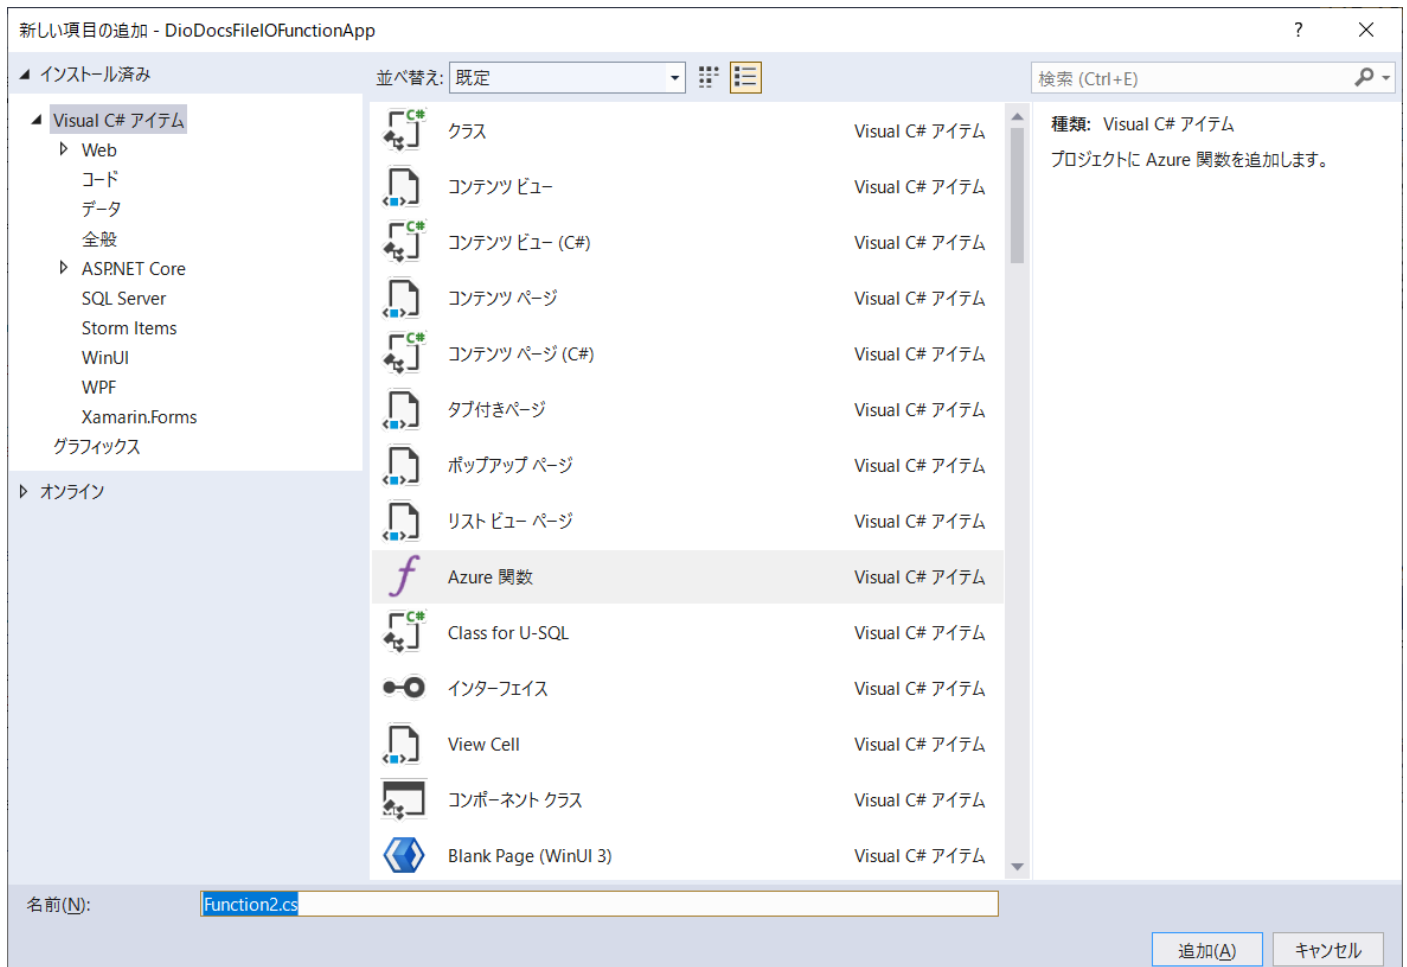 新しい項目の追加 - DioDocsFileIOFunctionApp
?
インストール済み
並べ替え: 既定
検索 (Ctrl+E)
Visual C# アイテム
Web
コード
データ
全般
ASP.NET Core
SQL Server
Storm Items
WinUI
WPF
Xamarin.Forms
グラフィックス
オンライン
クラス Visual C# アイテム
コンテンツ ビュー Visual C# アイテム
コンテンツ ビュー (C#) Visual C# アイテム
コンテンツ ページ Visual C# アイテム
コンテンツ ページ (C#) Visual C# アイテム
タブ付きページ Visual C# アイテム
ポップアップ ページ Visual C# アイテム
リスト ビュー ページ Visual C# アイテム
Azure 関数 Visual C# アイテム
Class for U-SQL Visual C# アイテム
インターフェイス Visual C# アイテム
View Cell Visual C# アイテム
コンポーネント クラス Visual C# アイテム
Blank Page (WinUI 3) Visual C# アイテム
種類: Visual C# アイテム
プロジェクトに Azure 関数を追加します。
名前(N): Function2.cs
追加(A) キャンセル